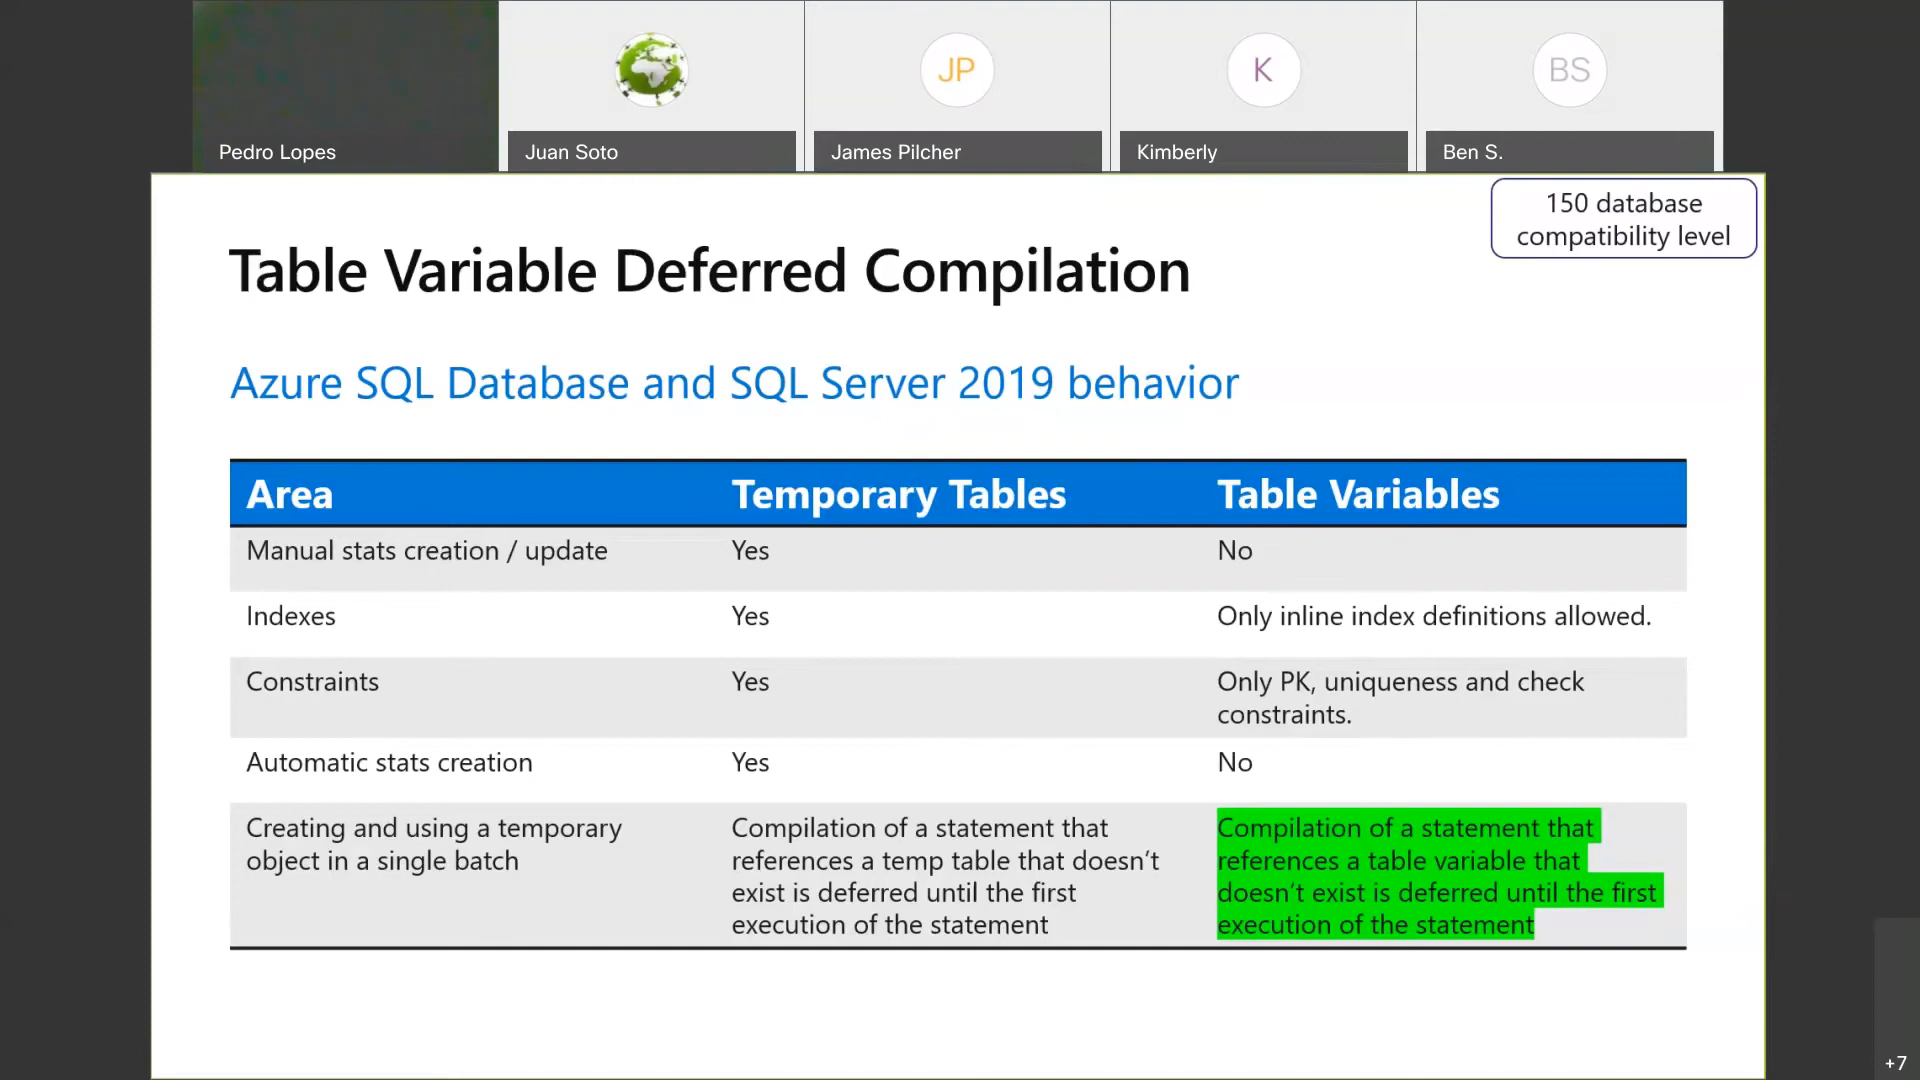 JP
K
BS
Pedro Lopes
Juan Soto
James Pilcher
Kimberly
Ben S.
150 database
compatibility level
Table Variable Deferred Compilation
Azure SQL Database and SQL Server 2019 behavior
Area Temporary Tables Table Variables
Manual stats creation / update Yes No
Indexes Yes Only inline index definitions allowed.
Constraints Yes Only PK, uniqueness and check
constraints.
Automatic stats creation Yes No
Creating and using a temporary
object in a single batch
Compilation of a statement that
references a temp table that doesn’t
exist is deferred until the first
execution of the statement
Compilation of a statement that
references a table variable that
doesn’t exist is deferred until the first
execution of the statement
+7